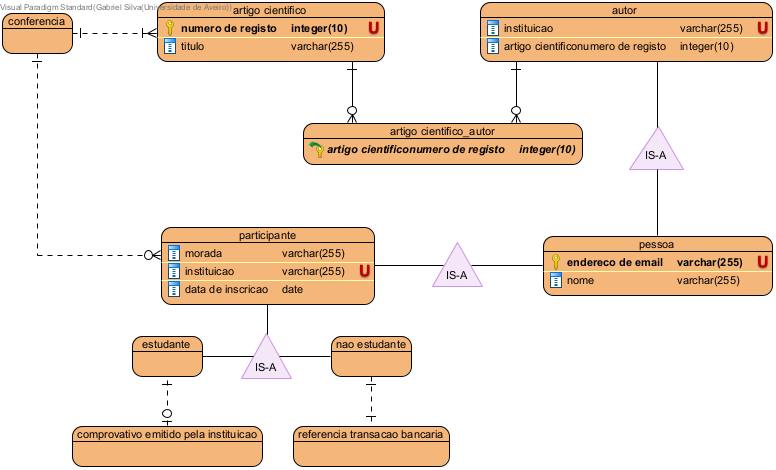 Visual Paradigm Standard(Gabriel Silva(Universidade de Aveiro))
conferencia
artigo cientifico
numero de registo integer(10) U
titulo varchar(255)
autor
instituicao varchar(255) U
artigo cientificonumero de registo integer(10)
artigo cientifico_autor
artigo cientificonumero de registo integer(10)
IS-A
participante
morada varchar(255)
instituicao varchar(255) U
data de inscricao date
IS-A
pessoa
endereco de email varchar(255) U
nome varchar(255)
estudante
nao estudante
IS-A
comprovativo emitido pela instituicao
referencia transacao bancaria